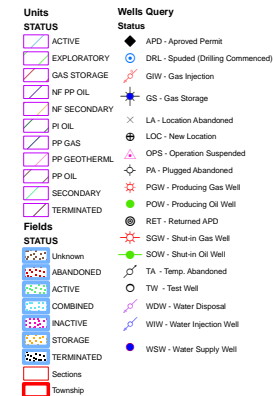 Units
STATUS
ACTIVE
EXPLORATORY
GAS STORAGE
NF PP OIL
NF SECONDARY
PI OIL
PP GAS
PP GEOTHERML
PP OIL
SECONDARY
TERMINATED
Fields
STATUS
Unknown
ABANDONED
ACTIVE
COMBINED
INACTIVE
STORAGE
TERMINATED
Sections
Township
Wells Query
Status
APD - Aproved Permit
DRL - Spuded (Drilling Commenced)
GIW - Gas Injection
GS - Gas Storage
LA - Location Abandoned
LOC - New Location
OPS - Operation Suspended
PA - Plugged Abandoned
PGW - Producing Gas Well
POW - Producing Oil Well
RET - Returned APD
SGW - Shut-in Gas Well
SOW - Shut-in Oil Well
TA - Temp. Abandoned
TW - Test Well
WDW - Water Disposal
WIW - Water Injection Well
WSW - Water Supply Well